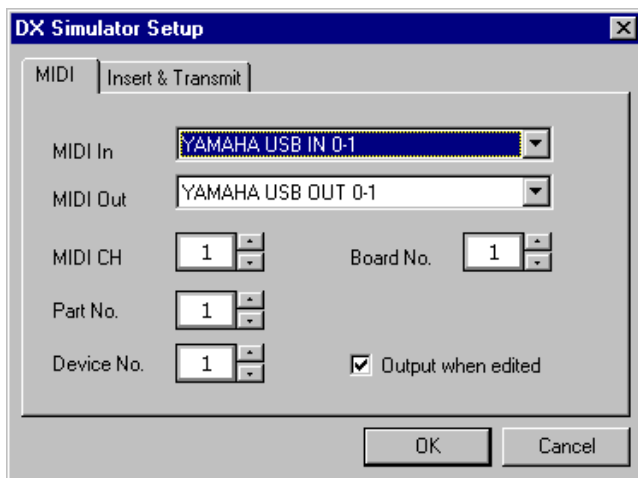 DX Simulator Setup
MIDI
Insert & Transmit
MIDI In
YAMAHA USB IN 0-1
MIDI Out
YAMAHA USB OUT 0-1
MIDI CH
1
Board No.
1
Part No.
1
Device No.
1
Output when edited
OK
Cancel